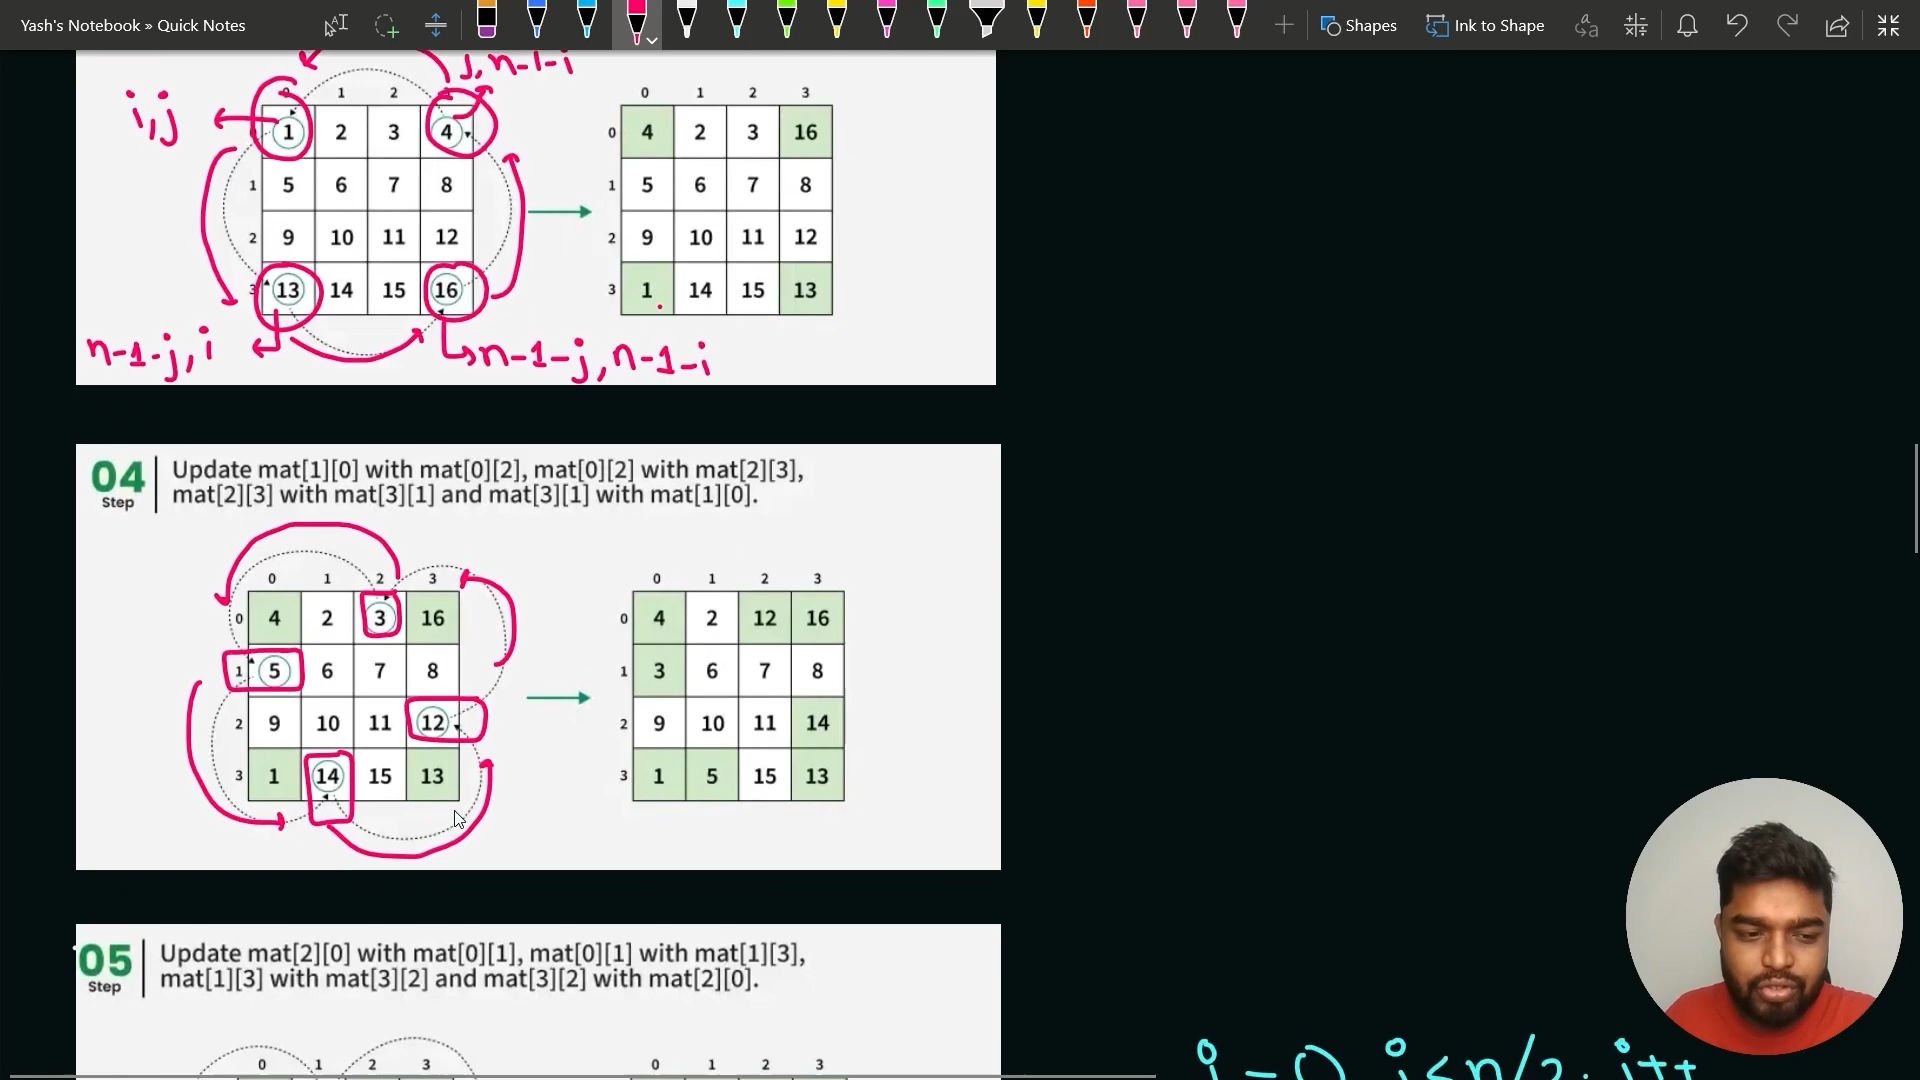 Yash's Notebook » Quick Notes
Shapes
Ink to Shape
j, n-1-i
i,j
0 1 2
0 1 2 3 4
1 5 6 7 8
2 9 10 11 12
3 13 14 15 16
0 1 2 3
0 4 2 3 16
1 5 6 7 8
2 9 10 11 12
3 1 14 15 13
n-1-j, i
n-1-j, n-1-i
04
Step
Update mat[1][0] with mat[0][2], mat[0][2] with mat[2][3],
mat[2][3] with mat[3][1] and mat[3][1] with mat[1][0].
0 1 2 3
0 4 2 3 16
1 5 6 7 8
2 9 10 11 12
3 1 14 15 13
0 1 2 3
0 4 2 12 16
1 3 6 7 8
2 9 10 11 14
3 1 5 15 13
05
Step
Update mat[2][0] with mat[0][1], mat[0][1] with mat[1][3],
mat[1][3] with mat[3][2] and mat[3][2] with mat[2][0].
0 1 2 3
0 1 2 3
i=0, i<n/2; i++